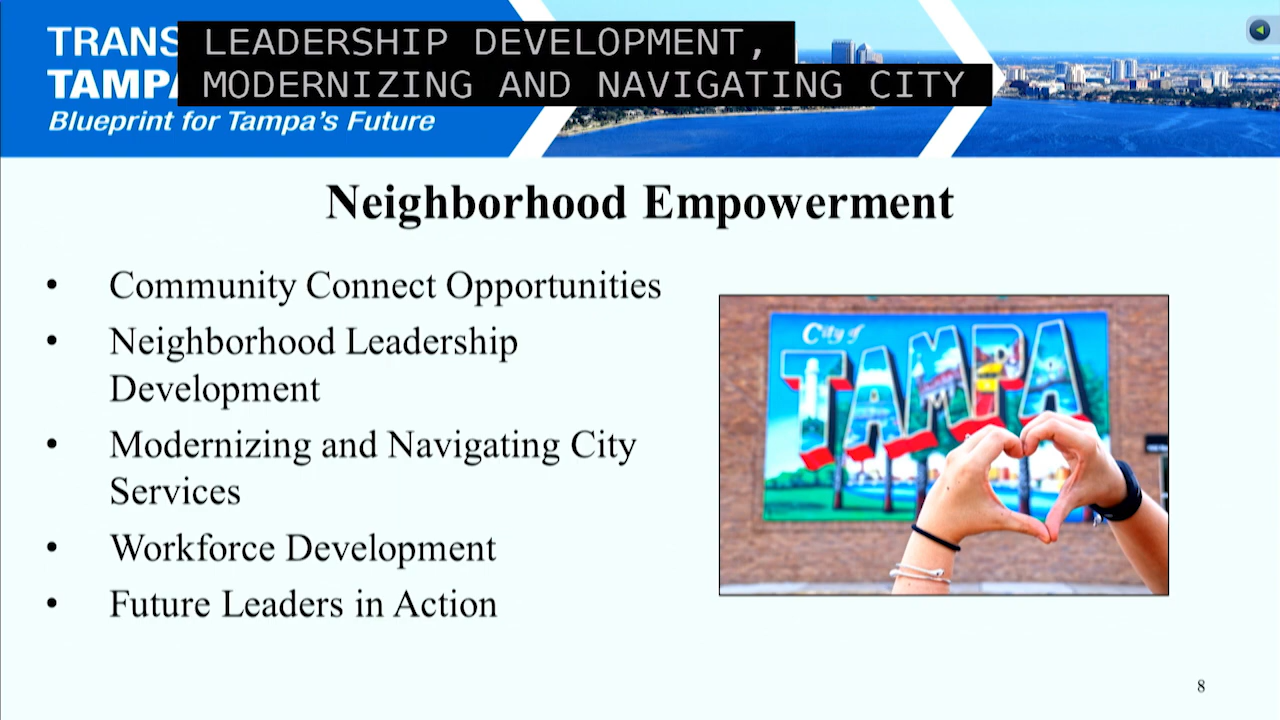 TRANS
TAMPA
LEADERSHIP DEVELOPMENT,
MODERNIZING AND NAVIGATING CITY
Blueprint for Tampa's Future
Neighborhood Empowerment
• Community Connect Opportunities
• Neighborhood Leadership
Development
• Modernizing and Navigating City
Services
• Workforce Development
• Future Leaders in Action
City of
TAMPA
8